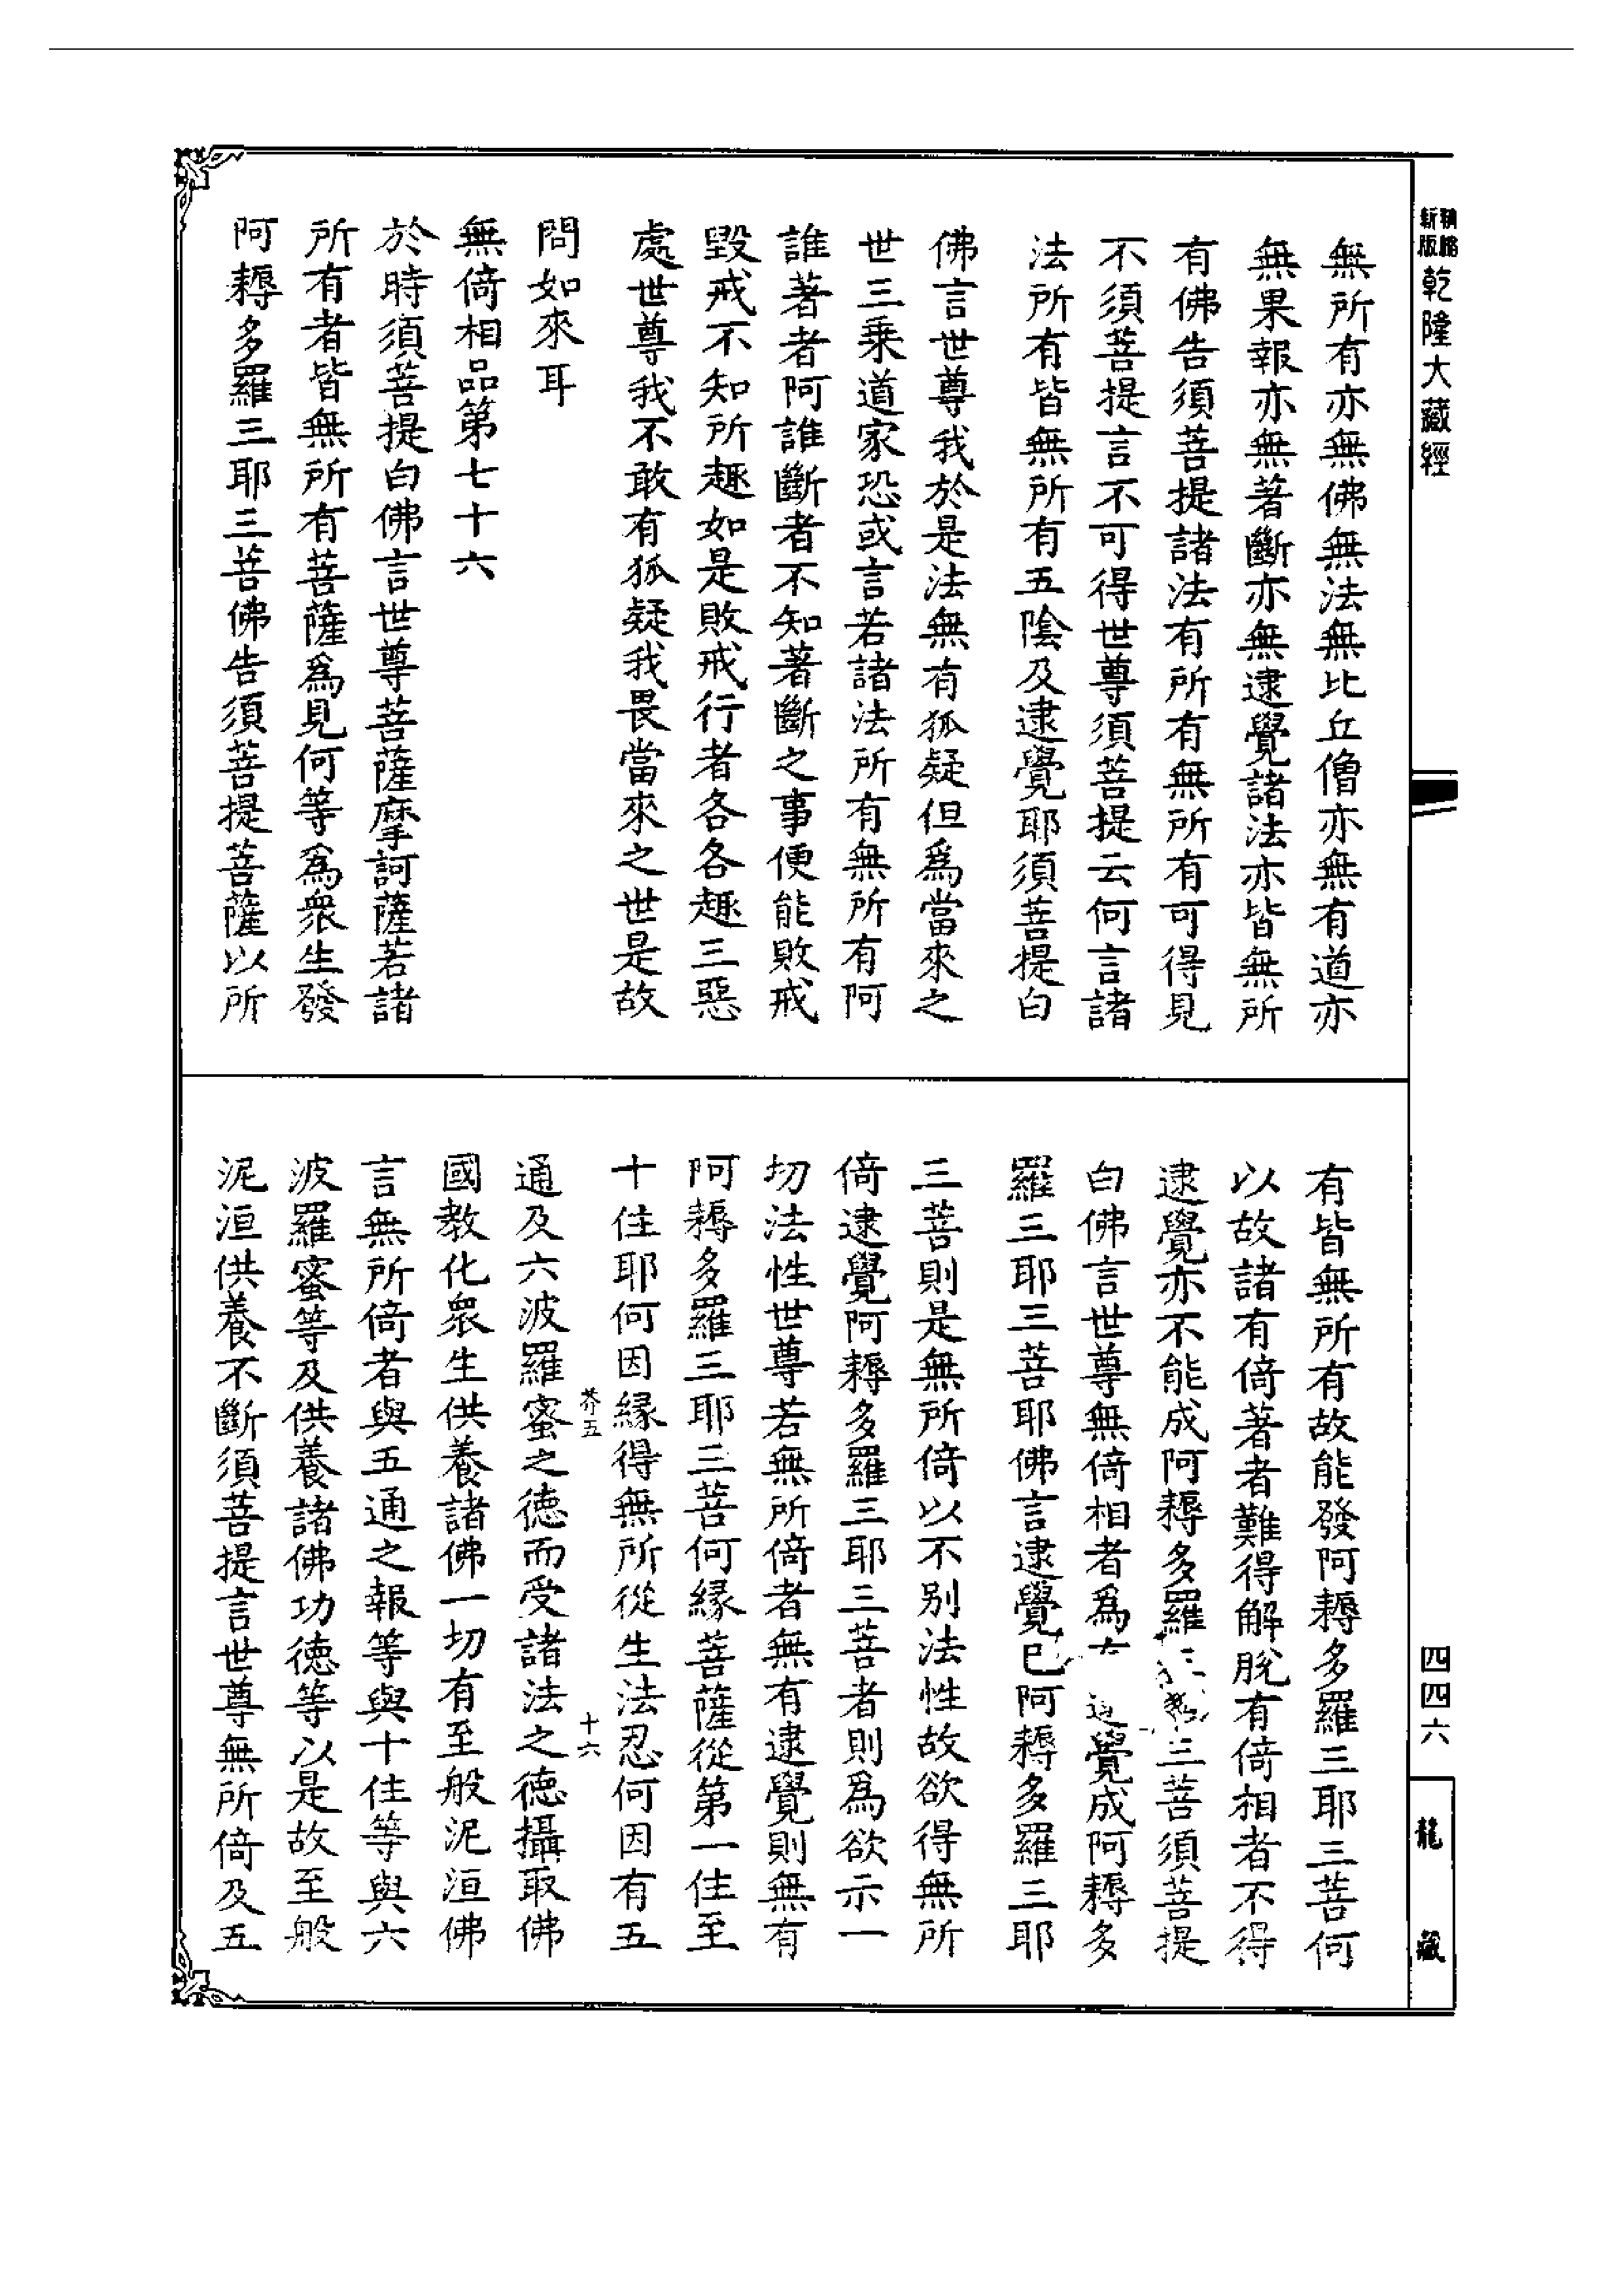 新版
精縮
乾隆大藏經
無所有亦無佛無法無比丘僧亦無有道亦
無果報亦無著斷亦無逮覺諸法亦皆無所
有佛告須菩提諸法有所有無所有可得見
不須菩提言不可得世尊須菩提云何言諸
法所有皆無所有五陰及逮覺耶須菩提白
佛言世尊我於是法無有狐疑但為當來之
世三乘道家恐或言若諸法所有無所有阿
誰著者阿誰斷者不知著斷之事便能敗戒
毀戒不知所趣如是敗戒行者各各趣三惡
處世尊我不敢有狐疑我畏當來之世是故
問如來耳
無倚相品第七十六
於時須菩提白佛言世尊菩薩摩訶薩若諸
所有者皆無所有菩薩為見何等為眾生發
阿耨多羅三耶三菩佛告須菩提菩薩以所
有皆無所有故能發阿耨多羅三耶三菩何
以故諸有倚著者難得解脫有倚相者不得
逮覺亦不能成阿耨多羅三菩須菩提
白佛言世尊無倚相者為覺成阿耨多
羅三耶三菩耶佛言逮覺已阿耨多羅三耶
三菩則是無所倚以不別法性故欲得無所
倚逮覺阿耨多羅三耶三菩者則為欲示一
切法性世尊若無所倚者無有逮覺則無有
阿耨多羅三耶三菩何緣菩薩從第一住至
十住耶何因緣得無所從生法忍何因有五
芥五
十六
通及六波羅蜜之德而受諸法之德攝取佛
國教化眾生供養諸佛一切有至般泥洹佛
言無所倚者與五通之報等與十住等與六
波羅蜜等及供養諸佛功德等以是故至般
泥洹供養不斷須菩提言世尊無所倚及五
四四六
龍藏